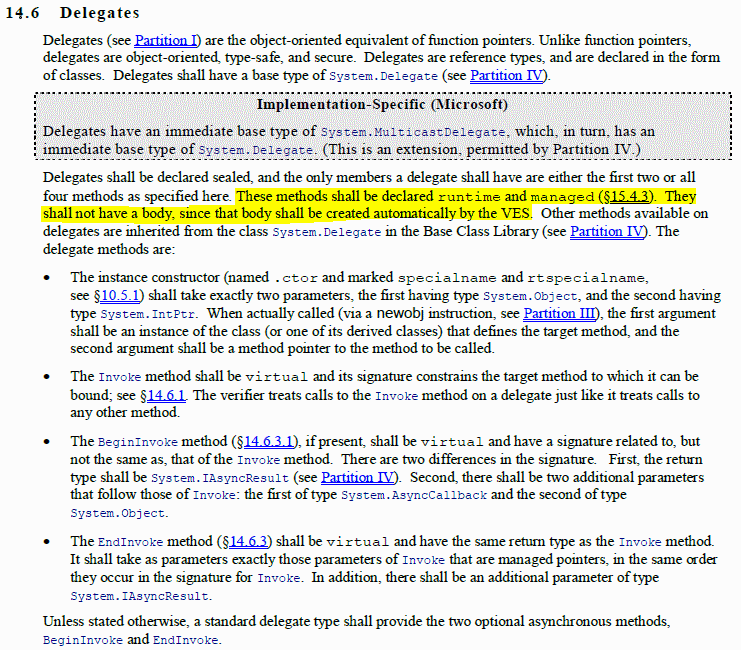 14.6 Delegates
Delegates (see Partition I) are the object-oriented equivalent of function pointers. Unlike function pointers,
delegates are object-oriented, type-safe, and secure. Delegates are reference types, and are declared in the form
of classes. Delegates shall have a base type of System.Delegate (see Partition IV).
Implementation-Specific (Microsoft)
Delegates have an immediate base type of System.MulticastDelegate, which, in turn, has an
immediate base type of System.Delegate. (This is an extension, permitted by Partition IV.)
Delegates shall be declared sealed, and the only members a delegate shall have are either the first two or all
four methods as specified here. These methods shall be declared runtime and managed (§15.4.3). They
shall not have a body, since that body shall be created automatically by the VES. Other methods available on
delegates are inherited from the class System.Delegate in the Base Class Library (see Partition IV). The
delegate methods are:
• The instance constructor (named .ctor and marked specialname and rtspecialname,
see §10.5.1) shall take exactly two parameters, the first having type System.Object, and the second having
type System.IntPtr. When actually called (via a newobj instruction, see Partition III), the first argument
shall be an instance of the class (or one of its derived classes) that defines the target method, and the
second argument shall be a method pointer to the method to be called.
• The Invoke method shall be virtual and its signature constrains the target method to which it can be
bound; see §14.6.1. The verifier treats calls to the Invoke method on a delegate just like it treats calls to
any other method.
• The BeginInvoke method (§14.6.3.1), if present, shall be virtual and have a signature related to, but
not the same as, that of the Invoke method. There are two differences in the signature. First, the return
type shall be System.IAsyncResult (see Partition IV). Second, there shall be two additional parameters
that follow those of Invoke: the first of type System.AsyncCallback and the second of type
System.Object.
• The EndInvoke method (§14.6.3) shall be virtual and have the same return type as the Invoke method.
It shall take as parameters exactly those parameters of Invoke that are managed pointers, in the same order
they occur in the signature for Invoke. In addition, there shall be an additional parameter of type
System.IAsyncResult.
Unless stated otherwise, a standard delegate type shall provide the two optional asynchronous methods,
BeginInvoke and EndInvoke.